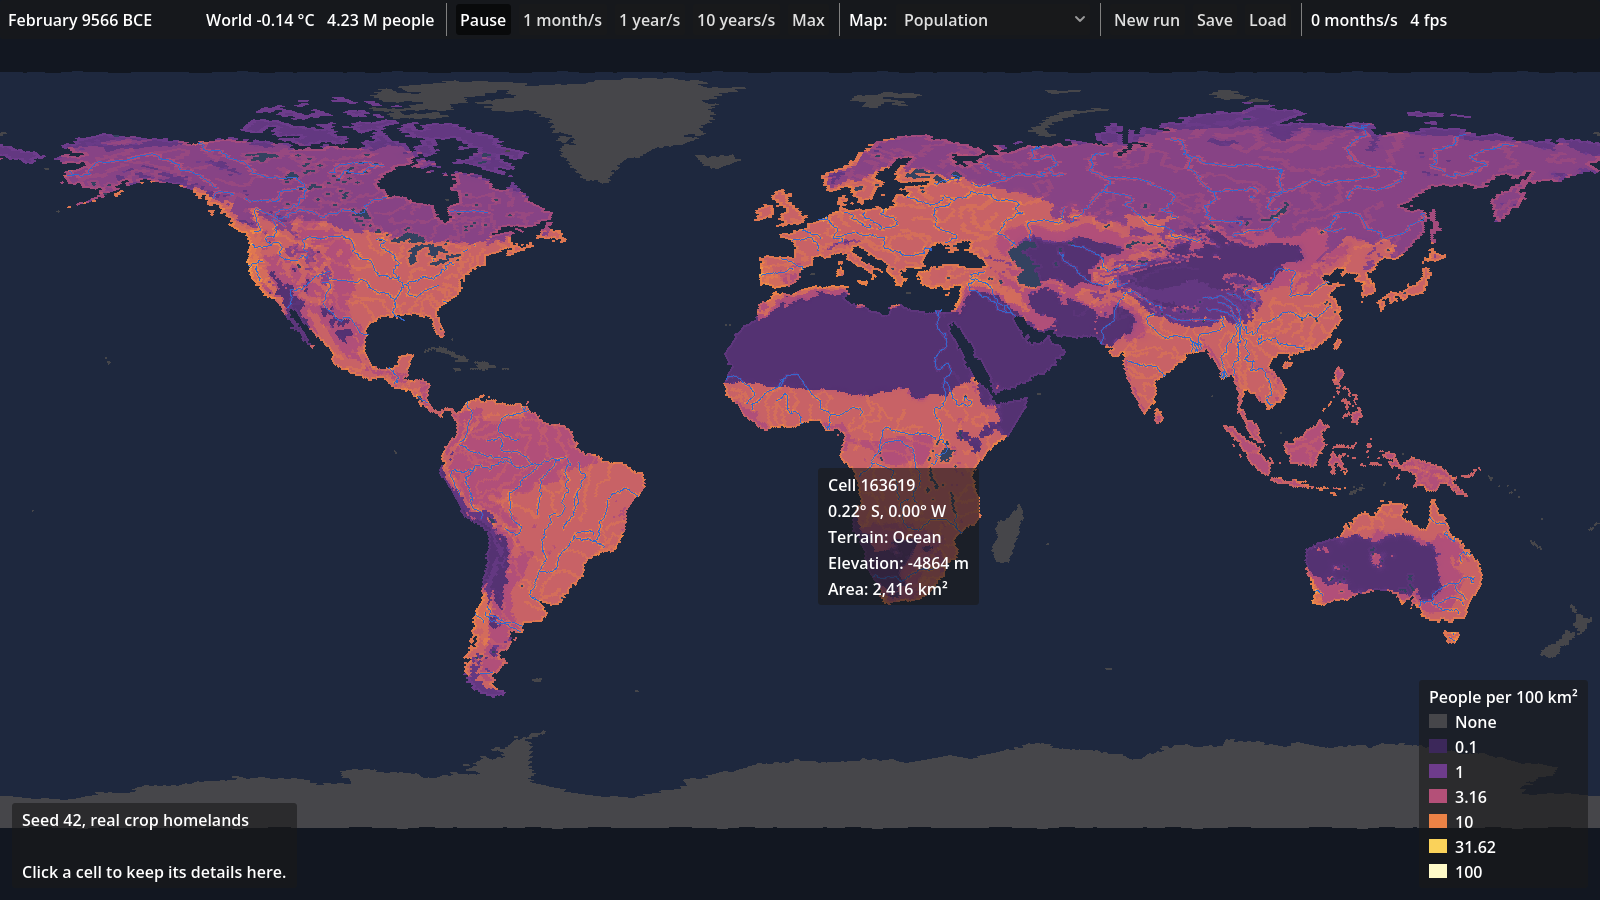 February 9566 BCE World -0.14 °C 4.23 M people Pause 1 month/s 1 year/s 10 years/s Max Map: Population New run Save Load 0 months/s 4 fps
Cell 163619
0.22° S, 0.00° W
Terrain: Ocean
Elevation: -4864 m
Area: 2,416 km²
People per 100 km²
None
0.1
1
3.16
10
31.62
100
Seed 42, real crop homelands
Click a cell to keep its details here.